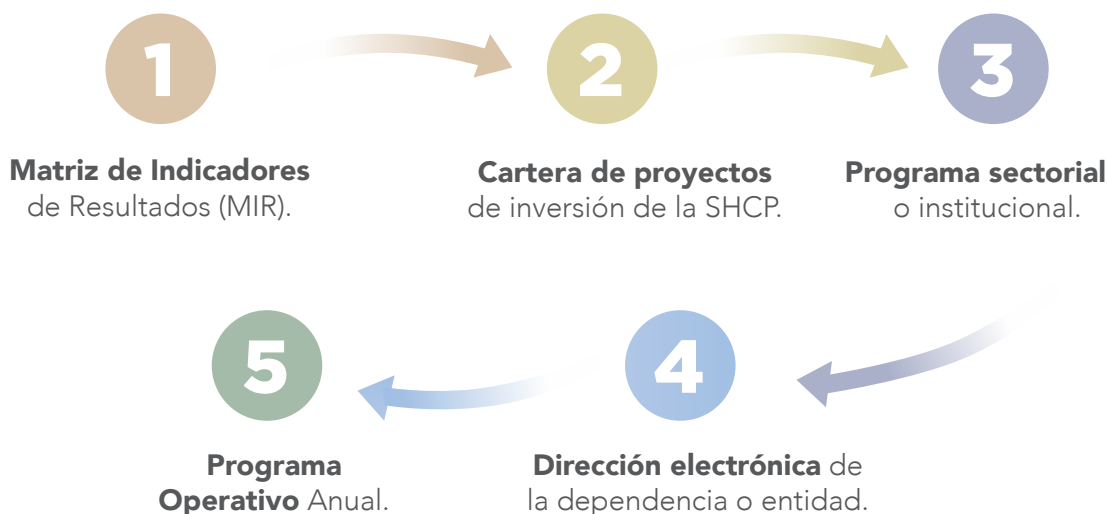 1
2
3
Matriz de Indicadores
de Resultados (MIR).
Cartera de proyectos
de inversión de la SHCP.
Programa sectorial
o institucional.
5
4
Programa
Operativo Anual.
Dirección electrónica de
la dependencia o entidad.